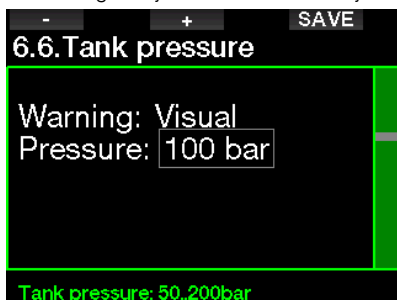 - + SAVE
6.6.Tank pressure
Warning: Visual
Pressure: 100 bar
Tank pressure: 50..200bar